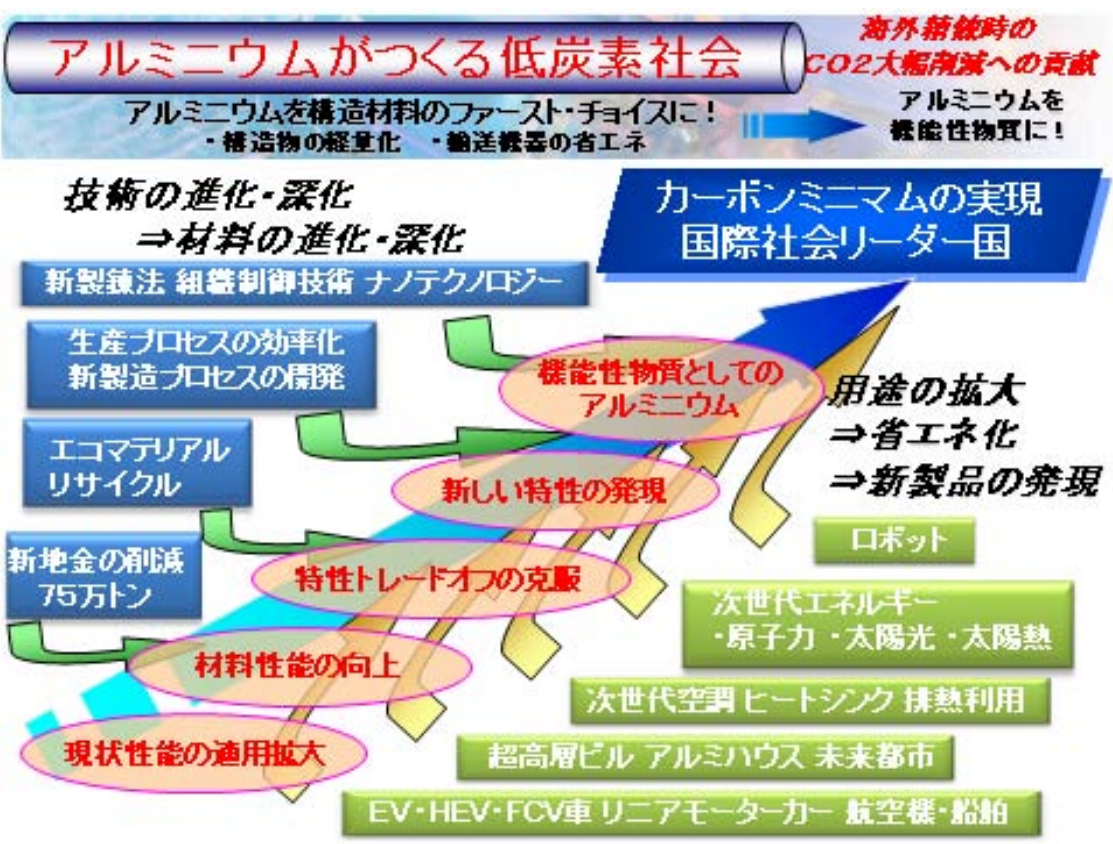 アルミニウムがつくる低炭素社会
海外精錬時の
CO2大幅削減への貢献
アルミニウムを構造材料のファースト・チョイスに!
・構造物の軽量化 ・輸送機器の省エネ
アルミニウムを
機能性物質に!
技術の進化・深化
⇒材料の進化・深化
カーボンミニマムの実現
国際社会リーダー国
新製錬法 組織制御技術 ナノテクノロジー
生産プロセスの効率化
新製造プロセスの開発
機能性物質としての
アルミニウム
用途の拡大
⇒省エネ化
⇒新製品の発現
エコマテリアル
リサイクル
新しい特性の発現
ロボット
新地金の削減
75万トン
特性トレードオフの克服
次世代エネルギー
・原子力 ・太陽光 ・太陽熱
材料性能の向上
次世代空調 ヒートシンク 排熱利用
現状性能の適用拡大
超高層ビル アルミハウス 未来都市
EV・HEV・FCV車 リニアモーターカー 航空機・船舶